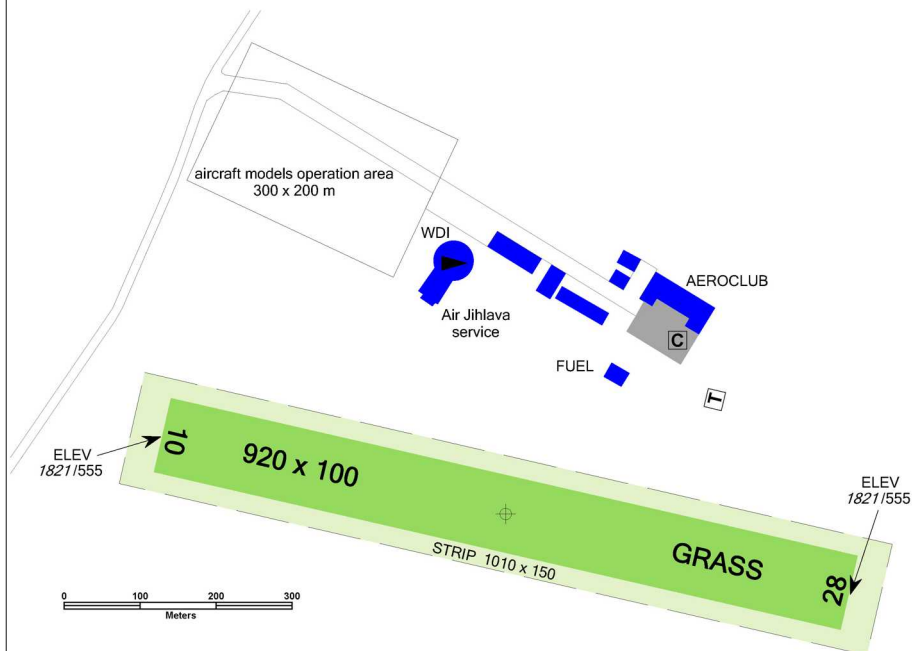 aircraft models operation area
300 x 200 m
WDI
AEROCLUB
Air Jihlava
service
C
FUEL
T
ELEV
1821/555
10
920 x 100
ELEV
1821/555
STRIP 1010 x 150
GRASS
28
0 100 200 300
Meters